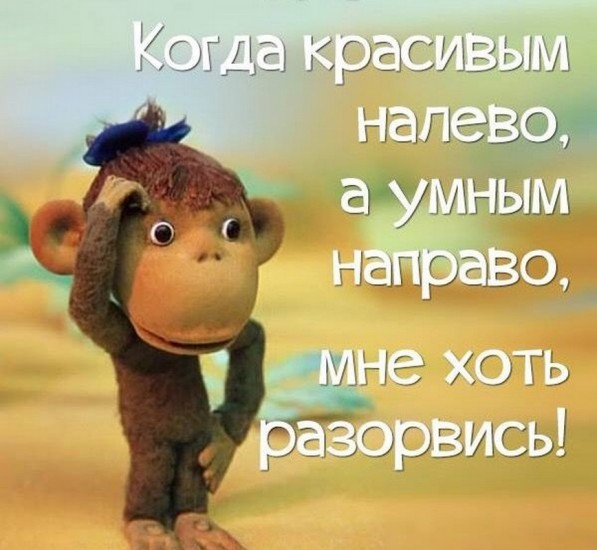 Когда красивым
налево,
а умным
направо,
мне хоть
разорвись!